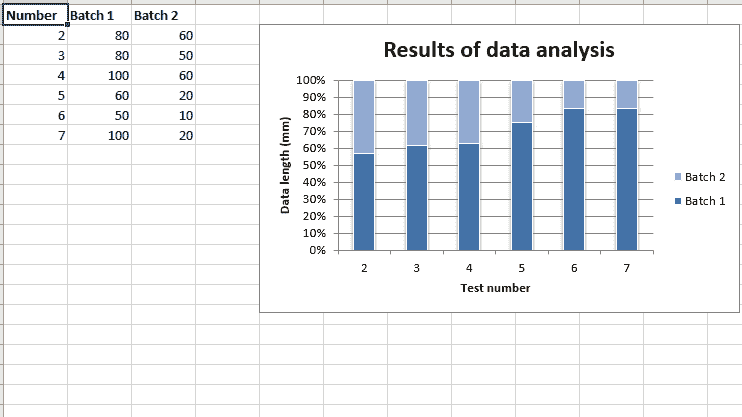 Number Batch 1 Batch 2
2 80 60
3 80 50
4 100 60
5 60 20
6 50 10
7 100 20
Results of data analysis
100%
90%
80%
70%
60%
50%
40%
30%
20%
10%
0%
Data length (mm)
2 3 4 5 6 7
Test number
Batch 2
Batch 1